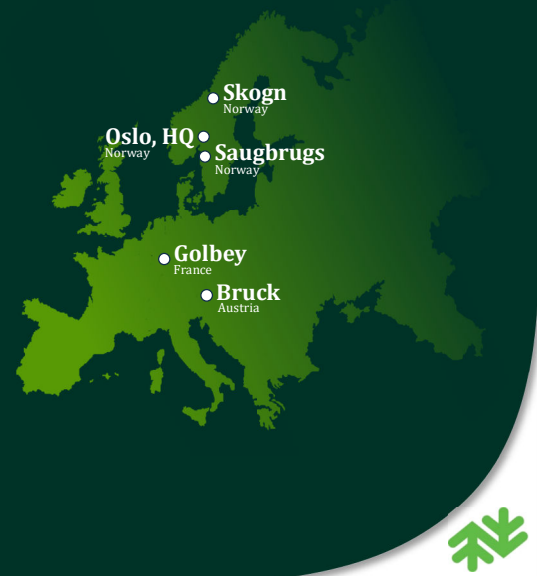 Skogn
Norway
Oslo, HQ
Norway
Saugbrugs
Norway
Golbey
France
Bruck
Austria